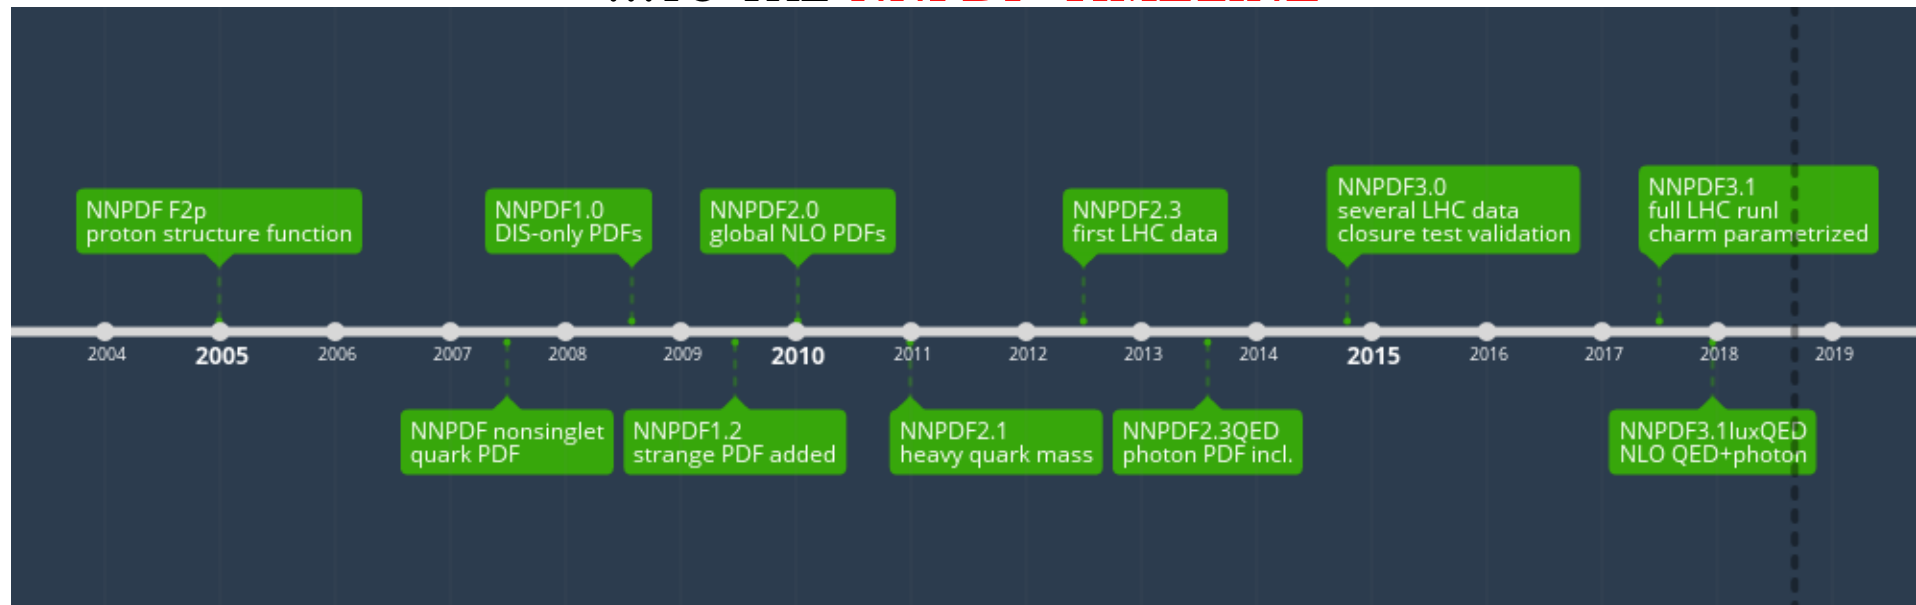 NNPDF3.0
several LHC data
closure test validation
NNPDF3.1
full LHC runI
charm parametrized
NNPDF F2p
proton structure function
NNPDF1.0
DIS-only PDFs
NNPDF2.0
global NLO PDFs
NNPDF2.3
first LHC data
2004 2005 2006 2007 2008 2009 2010 2011 2012 2013 2014 2015 2016 2017 2018 2019
NNPDF nonsinglet
quark PDF
NNPDF1.2
strange PDF added
NNPDF2.1
heavy quark mass
NNPDF2.3QED
photon PDF incl.
NNPDF3.1luxQED
NLO QED+photon